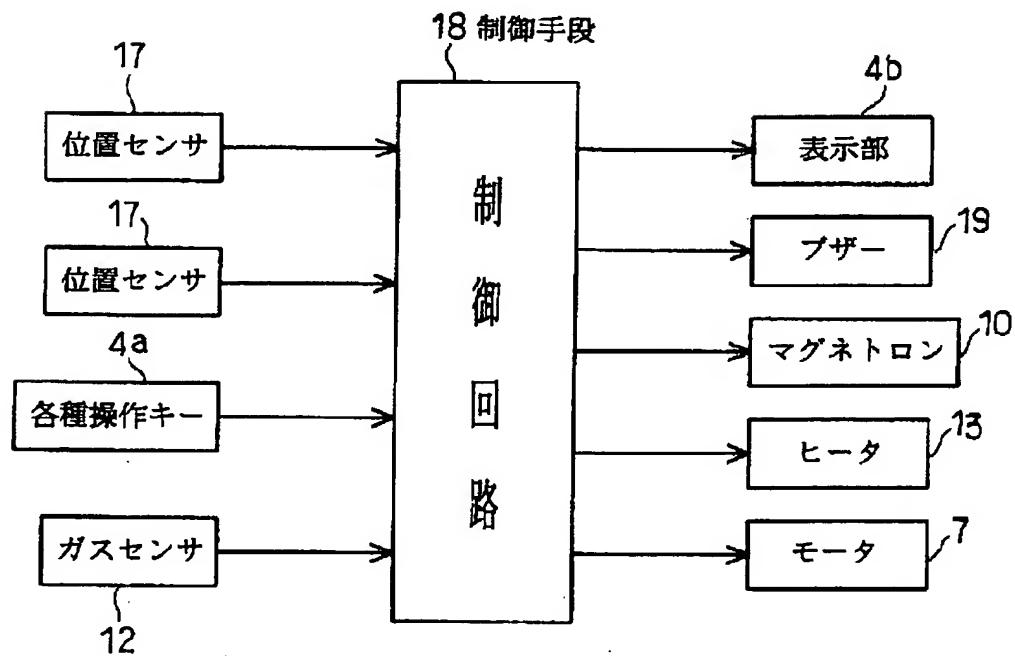 18 制御手段
17
位置センサ
17
位置センサ
4a
各種操作キー
ガスセンサ
12
制御回路
4b
表示部
19
ブザー
10
マグネトロン
13
ヒータ
7
モータ